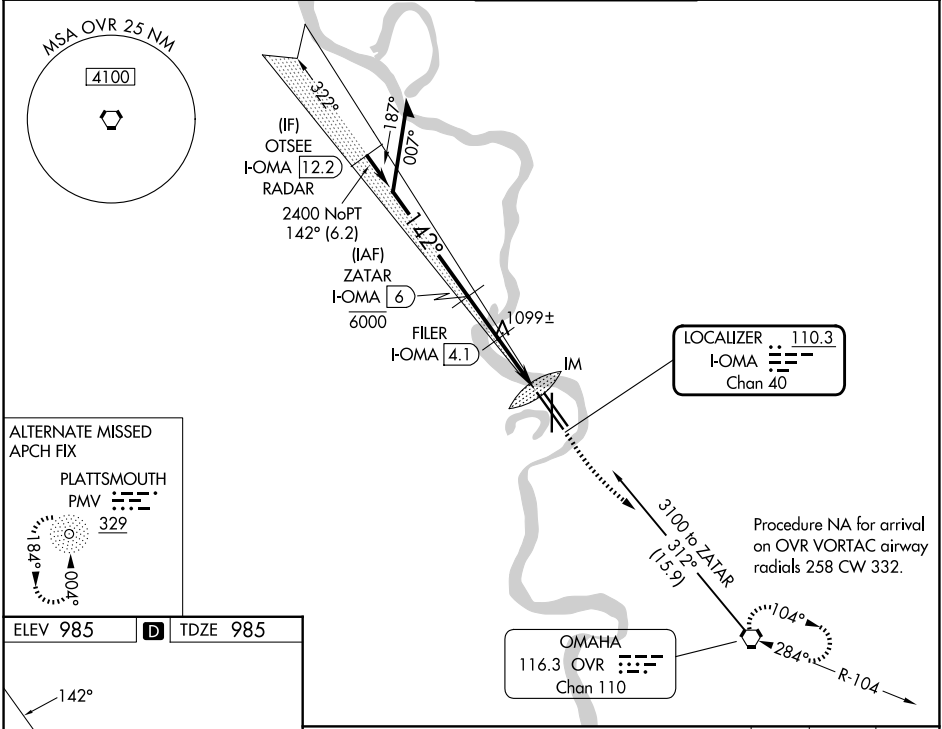 MSA OVR 25 NM
4100
322°
187°
007°
(IF)
OTSEE
I-OMA 12.2
RADAR
2400 NoPT
142° (6.2)
142°
(IAF)
ZATAR
I-OMA 6
6000
FILER
I-OMA 4.1
1099±
IM
LOCALIZER 110.3
I-OMA
Chan 40
ALTERNATE MISSED
APCH FIX
PLATTSMOUTH
PMV
329
184°
004°
3100 to ZATAR
312°
(15.9)
Procedure NA for arrival
on OVR VORTAC airway
radials 258 CW 332.
OMAHA
116.3 OVR
Chan 110
104°
284°
R-104
ELEV 985 D TDZE 985
142°